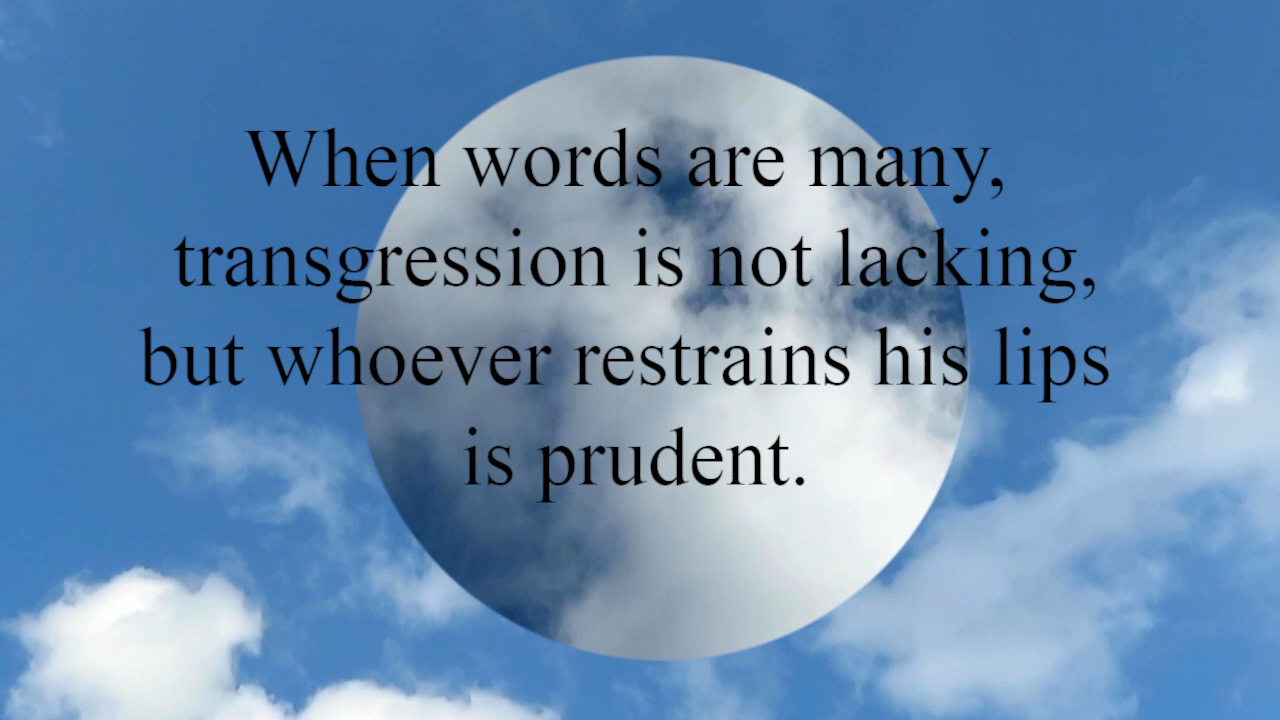 When words are many,
transgression is not lacking,
but whoever restrains his lips
is prudent.